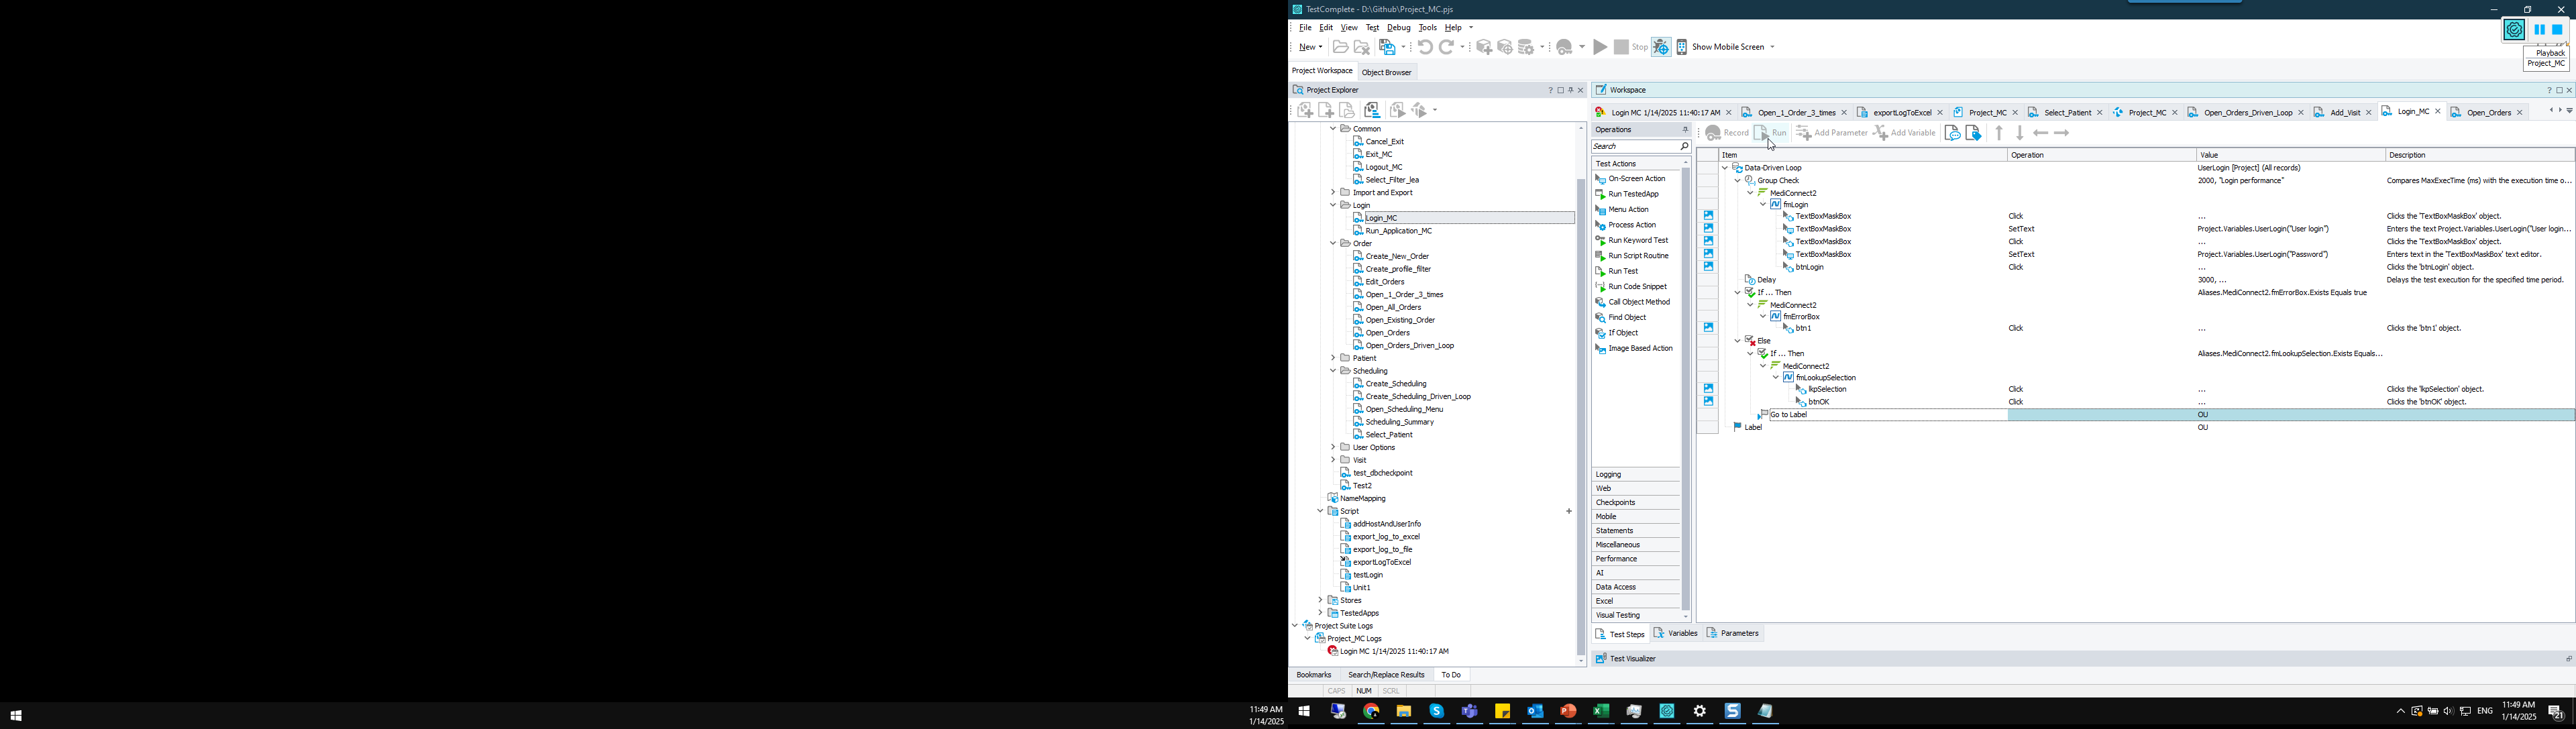 TestComplete - D:\Github\Project_MC.pjs
File Edit View Test Debug Tools Help
New
Stop Show Mobile Screen
Playback
Project_MC
Project Workspace Object Browser
Project Explorer
Common
Cancel_Exit
Exit_MC
Logout_MC
Select_Filter_lea
Import and Export
Login
Login_MC
Run_Application_MC
Order
Create_New_Order
Create_profile_filter
Edit_Orders
Open_1_Order_3_times
Open_All_Orders
Open_Existing_Order
Open_Orders
Open_Orders_Driven_Loop
Patient
Scheduling
Create_Scheduling
Create_Scheduling_Driven_Loop
Open_Scheduling_Menu
Scheduling_Summary
Select_Patient
User Options
Visit
test_dbcheckpoint
Test2
NameMapping
Script
addHostAndUserInfo
export_log_to_excel
export_log_to_file
exportLogToExcel
testLogin
Unit1
Stores
TestedApps
Project Suite Logs
Project_MC Logs
Login MC 1/14/2025 11:40:17 AM
Bookmarks Search/Replace Results To Do
CAPS NUM SCRL
Workspace
Login MC 1/14/2025 11:40:17 AM Open_1_Order_3_times exportLogToExcel Project_MC Select_Patient Project_MC Open_Orders_Driven_Loop Add_Visit Login_MC Open_Orders
Operations
Search
Test Actions
On-Screen Action
Run TestedApp
Menu Action
Process Action
Run Keyword Test
Run Script Routine
Run Test
Run Code Snippet
Call Object Method
Find Object
If Object
Image Based Action
Logging
Web
Checkpoints
Mobile
Statements
Miscellaneous
Performance
AI
Data Access
Excel
Visual Testing
Record Run Add Parameter Add Variable
Item Operation Value Description
Data-Driven Loop UserLogin [Project] (All records)
Group Check 2000, "Login performance" Compares MaxExecTime (ms) with the execution time o...
MediConnect2
fmLogin
TextBoxMaskBox Click ... Clicks the 'TextBoxMaskBox' object.
TextBoxMaskBox SetText Project.Variables.UserLogin("User login") Enters the text Project.Variables.UserLogin("User login...
TextBoxMaskBox Click ... Clicks the 'TextBoxMaskBox' object.
TextBoxMaskBox SetText Project.Variables.UserLogin("Password") Enters text in the 'TextBoxMaskBox' text editor.
btnLogin Click ... Clicks the 'btnLogin' object.
Delay 3000, ... Delays the test execution for the specified time period.
If ... Then Aliases.MediConnect2.fmErrorBox.Exists Equals true
MediConnect2
fmErrorBox
btn1 Click ... Clicks the 'btn1' object.
Else
If ... Then Aliases.MediConnect2.fmLookupSelection.Exists Equals...
MediConnect2
fmLookupSelection
lkpSelection Click ... Clicks the 'lkpSelection' object.
btnOK Click ... Clicks the 'btnOK' object.
Go to Label OU
Label OU
Test Steps Variables Parameters
Test Visualizer
11:49 AM
1/14/2025
ENG
11:49 AM
1/14/2025
21